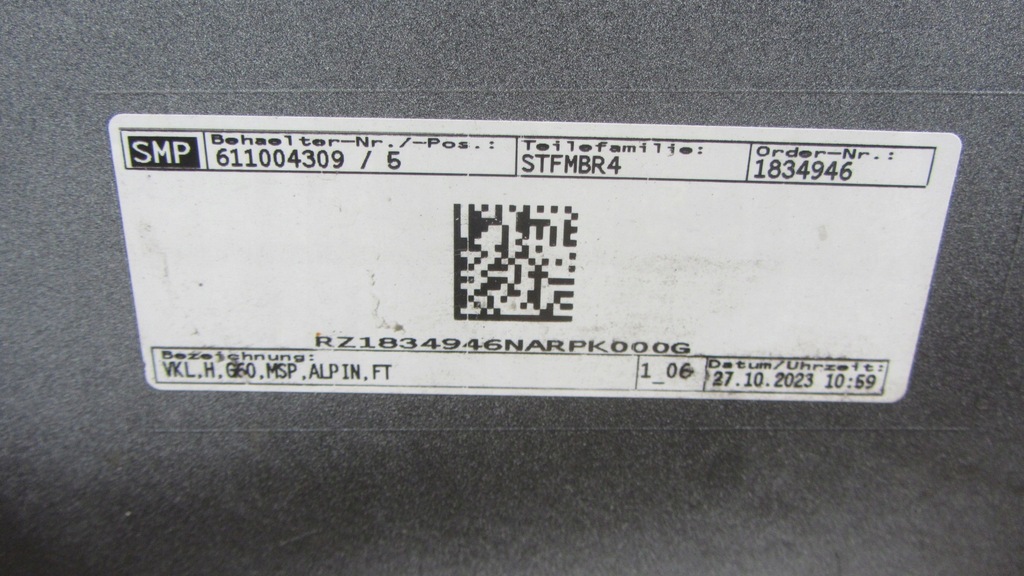 SMP
Behaelter-Nr./-Pos.:
611004309 / 5
Teilefamilie:
STFMBR4
Order-Nr.:
1834946
RZ1834946NARPK000G
Bezeichnung:
VKL,H,G60,MSP,ALPIN,FT
1_06
Datum/Uhrzeit:
27.10.2023 10:59